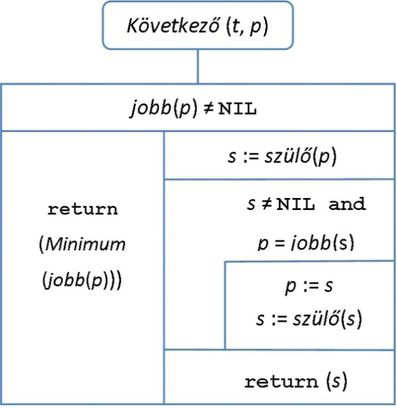 Következő (t, p)
jobb(p) ≠ NIL
return
(Minimum
(jobb(p)))
s := szülő(p)
s ≠ NIL and
p = jobb(s)
p := s
s := szülő(s)
return (s)